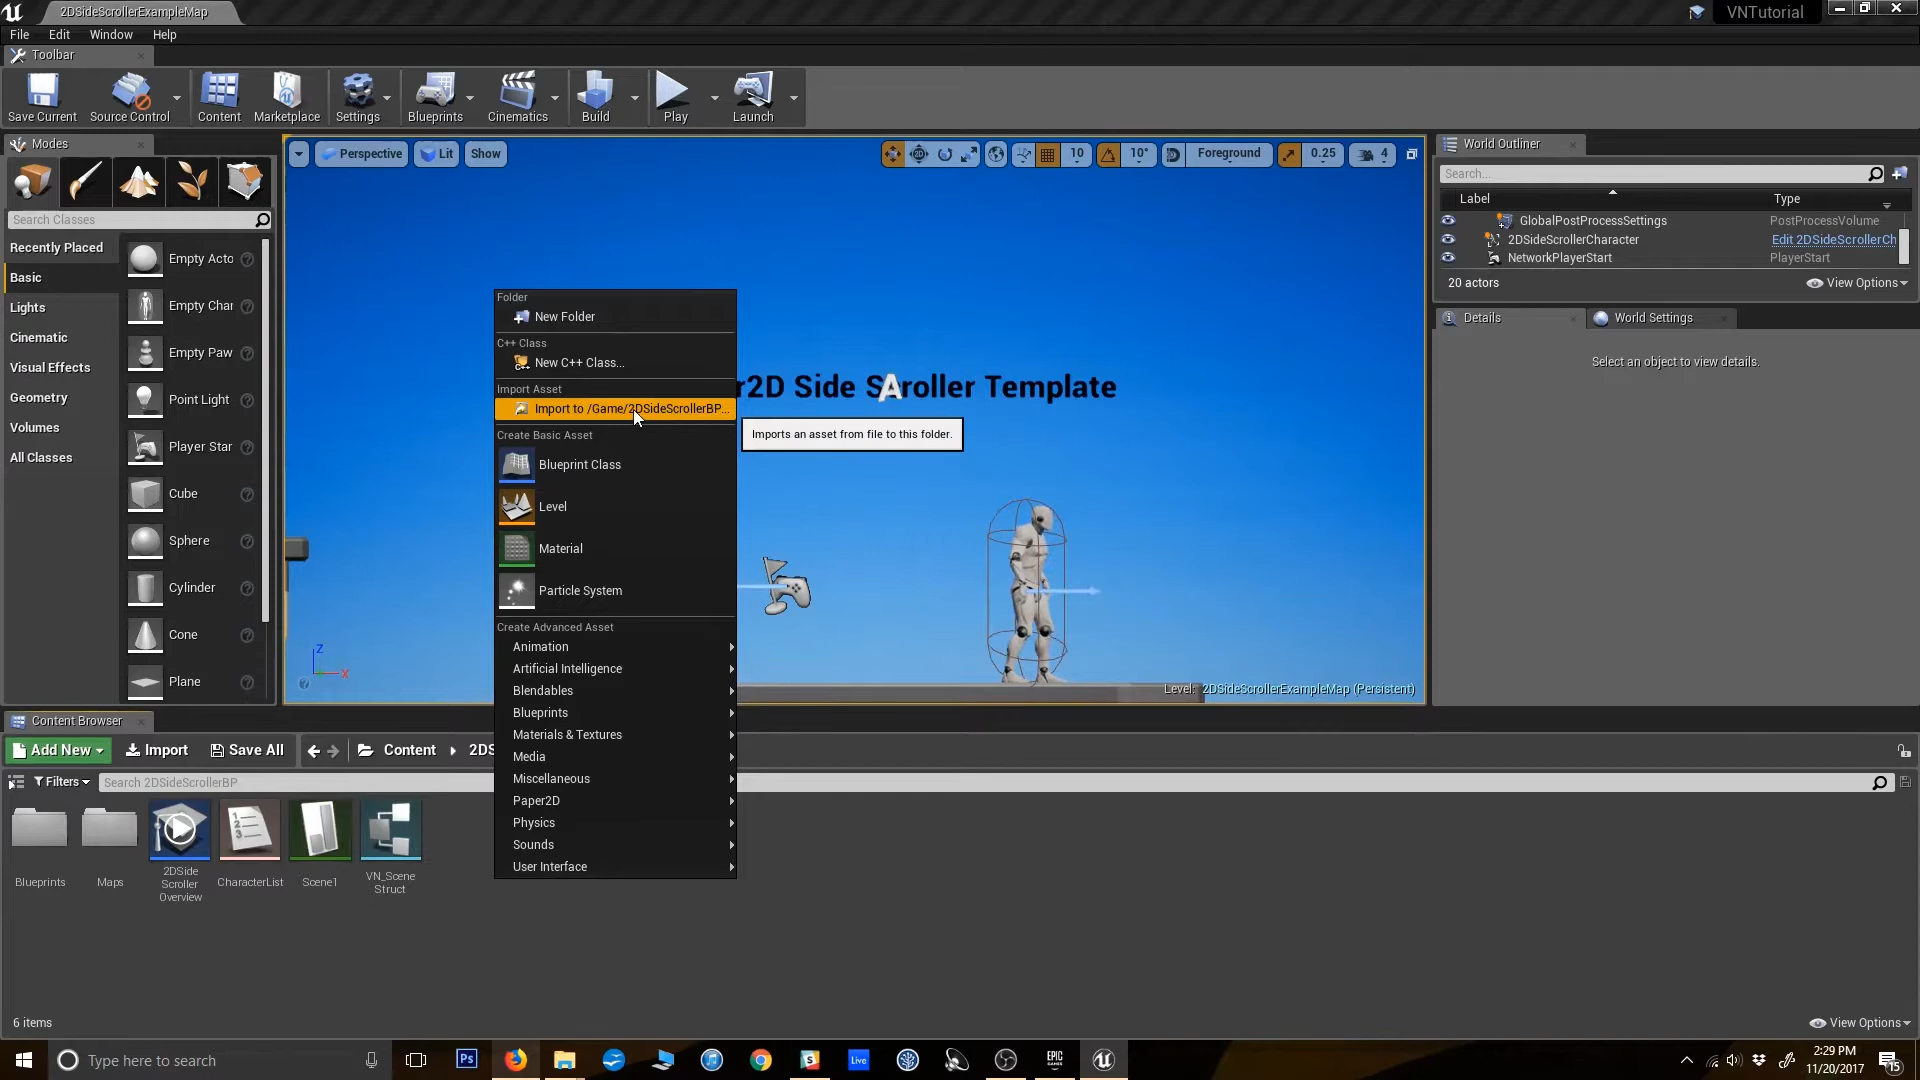 2DSideScrollerExampleMap
VNTutorial
File Edit Window Help
Toolbar
Save Current Source Control Content Marketplace Settings Blueprints Cinematics Build Play Launch
Modes
Search Classes
Recently Placed
Basic
Lights
Cinematic
Visual Effects
Geometry
Volumes
All Classes
Empty Acto
Empty Char
Empty Paw
Point Light
Player Star
Cube
Sphere
Cylinder
Cone
Plane
Perspective Lit Show
10 10° Foreground 0.25 4
r2D Side Scroller Template
A
Z
X
Level: 2DSideScrollerExampleMap (Persistent)
Folder
New Folder
C++ Class
New C++ Class...
Import Asset
Import to /Game/2DSideScrollerBP...
Imports an asset from file to this folder.
Create Basic Asset
Blueprint Class
Level
Material
Particle System
Create Advanced Asset
Animation
Artificial Intelligence
Blendables
Blueprints
Materials & Textures
Media
Miscellaneous
Paper2D
Physics
Sounds
User Interface
World Outliner
Search...
Label Type
GlobalPostProcessSettings PostProcessVolume
2DSideScrollerCharacter Edit 2DSideScrollerCh
NetworkPlayerStart PlayerStart
20 actors View Options
Details World Settings
Select an object to view details.
Content Browser
Add New Import Save All Content 2DS
Filters Search 2DSideScrollerBP
Blueprints
Maps
2DSide
Scroller
Overview
CharacterList
Scene1
VN_Scene
Struct
6 items View Options
Type here to search
Ps
S
Live
EPIC
GAMES
2:29 PM
11/20/2017
15